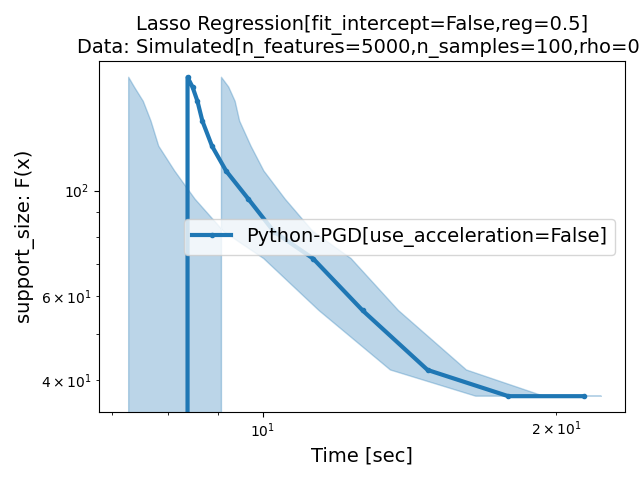 Lasso Regression[fit_intercept=False,reg=0.5]
Data: Simulated[n_features=5000,n_samples=100,rho=0
support_size: F(x)
10²
6 × 10¹
4 × 10¹
Python-PGD[use_acceleration=False]
10¹
2 × 10¹
Time [sec]